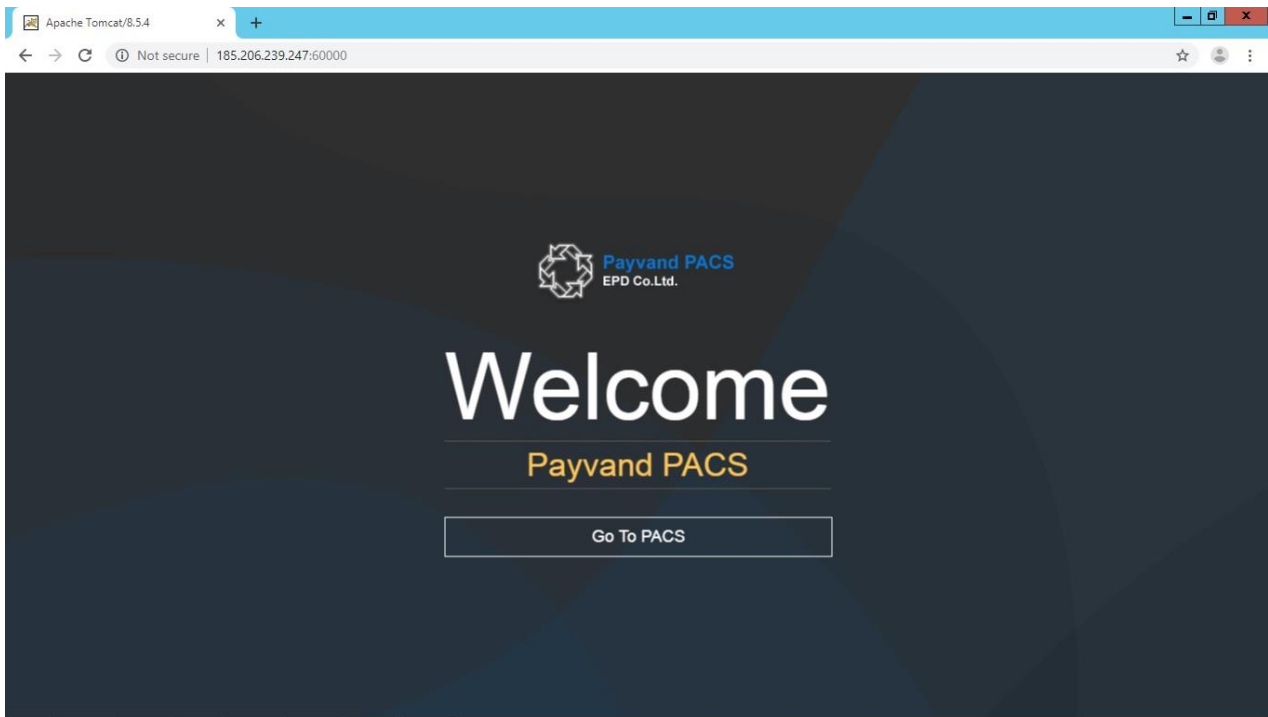 Apache Tomcat/8.5.4
Not secure | 185.206.239.247:60000
Payvand PACS
EPD Co.Ltd.
Welcome
Payvand PACS
Go To PACS